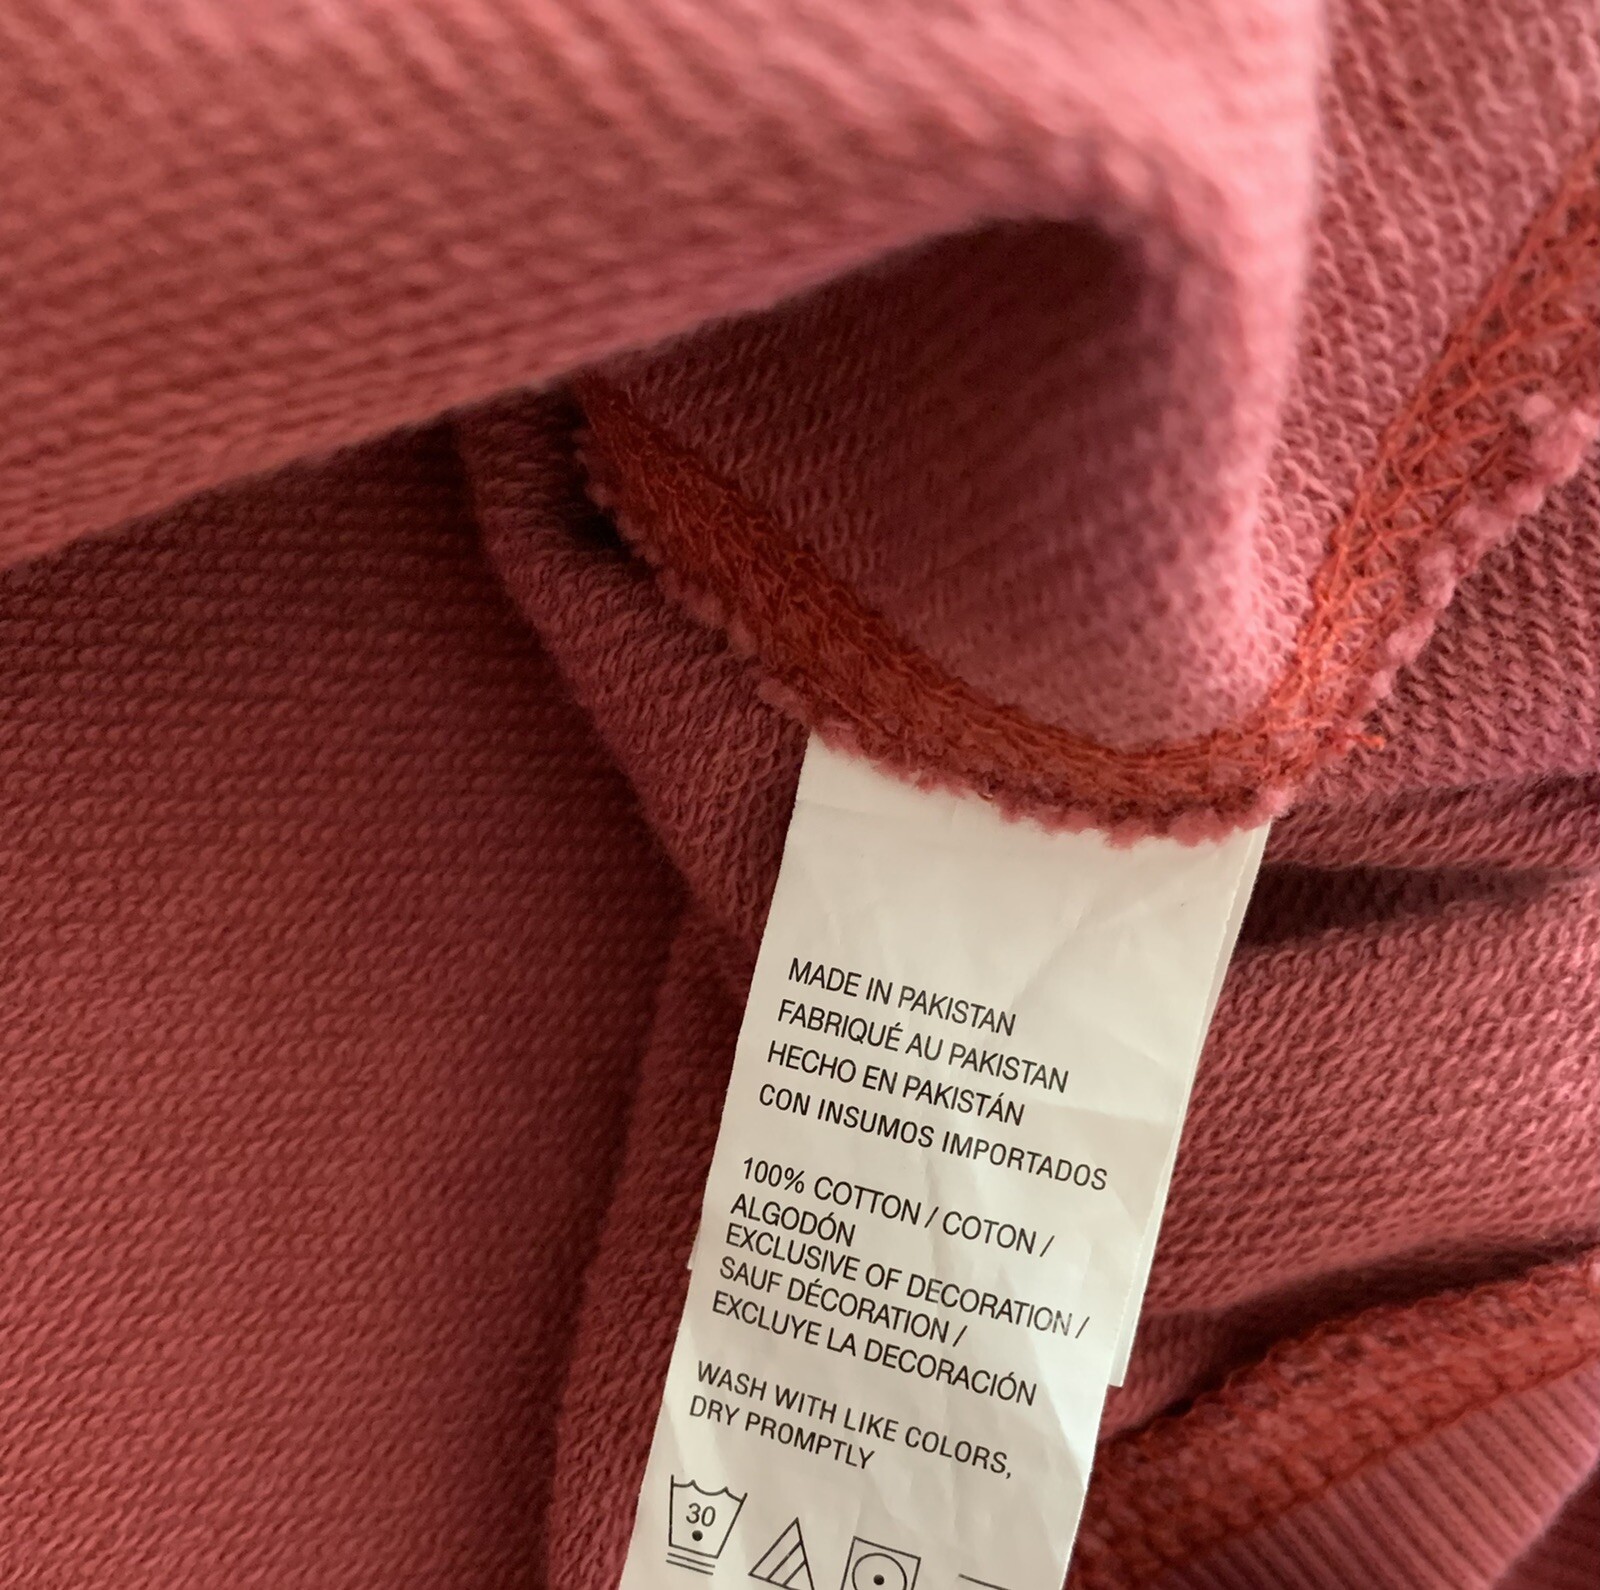 MADE IN PAKISTAN
FABRIQUÉ AU PAKISTAN
HECHO EN PAKISTÁN
CON INSUMOS IMPORTADOS
100% COTTON / COTON /
ALGODÓN
EXCLUSIVE OF DECORATION /
SAUF DÉCORATION /
EXCLUYE LA DECORACIÓN
WASH WITH LIKE COLORS,
DRY PROMPTLY
30